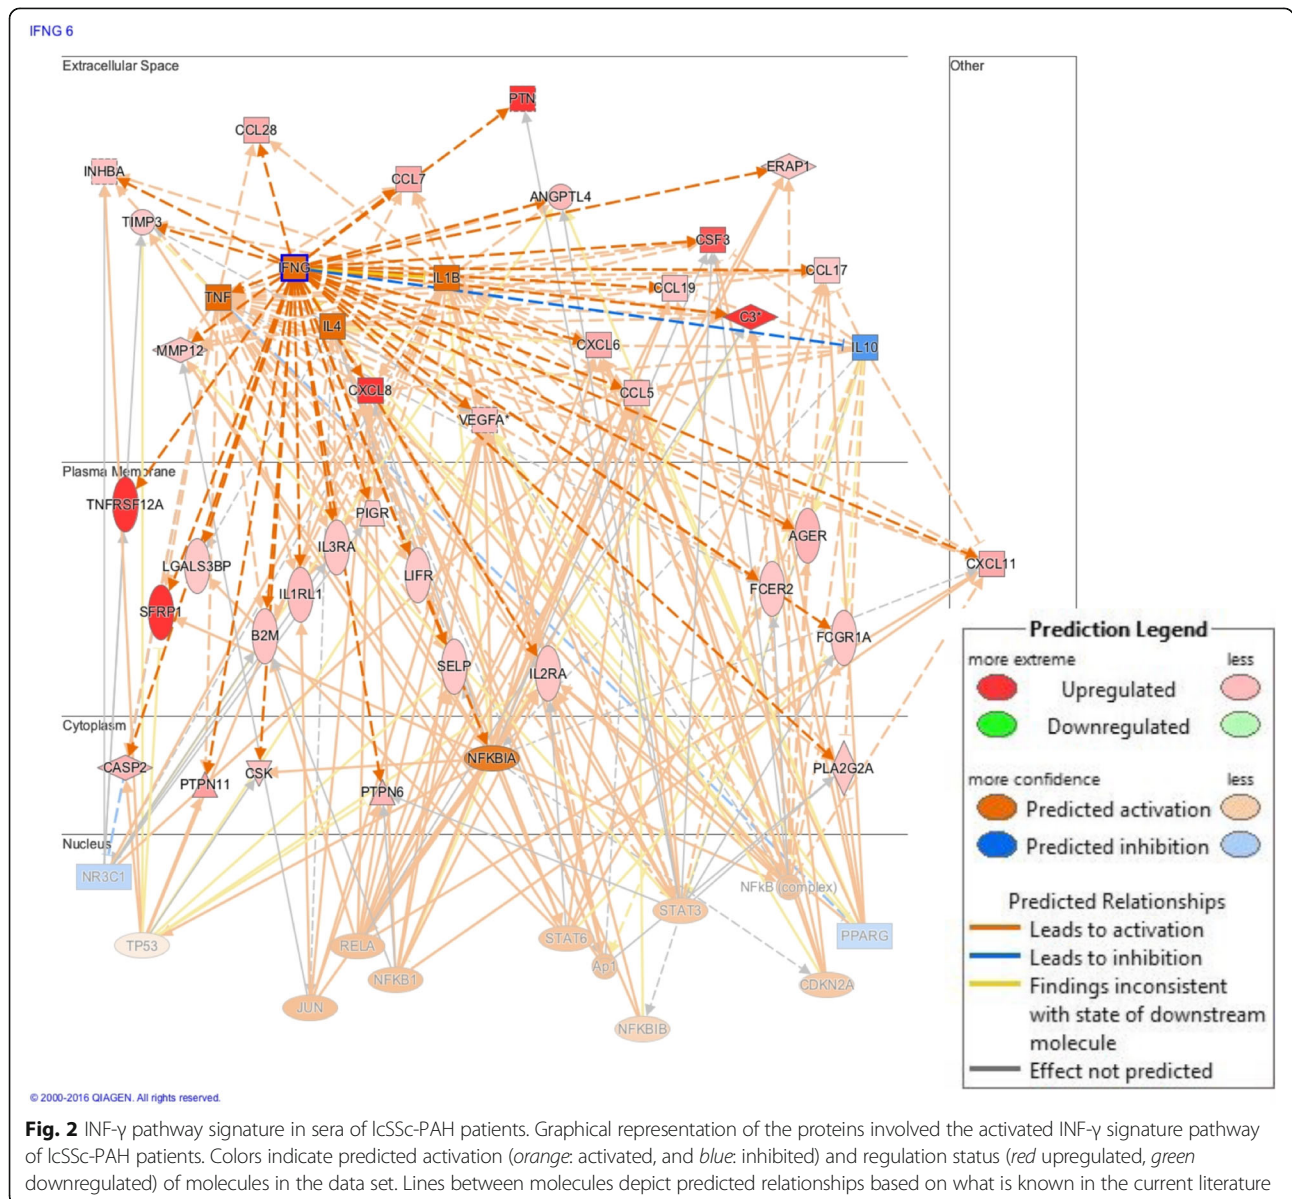 IFNG 6
Extracellular Space
Other
PTN
CCL28
INHBA
CCL7
ERAP1
ANGPTL4
TIMP3
CSF3
IFNG
IL1B
CCL17
TNF
CCL19
IL4
C3*
MMP12
CXCL6
IL10
CXCL8
CCL5
VEGFA*
Plasma Membrane
TNFRSF12A
PIGR
AGER
IL3RA
LGALS3BP
LIFR
CXCL11
IL1RL1
FCER2
SFRP1
B2M
FCGR1A
SELP
IL2RA
Cytoplasm
NFKBIA
CASP2
CSK
PLA2G2A
PTPN11
PTPN6
Nucleus
NR3C1
NFkB (complex)
STAT3
TP53
RELA
STAT6
PPARG
Ap1
NFKB1
CDKN2A
JUN
NFKBIB
Prediction Legend
more extreme less
Upregulated
Downregulated
more confidence less
Predicted activation
Predicted inhibition
Predicted Relationships
Leads to activation
Leads to inhibition
Findings inconsistent
with state of downstream
molecule
Effect not predicted
© 2000-2016 QIAGEN. All rights reserved.
Fig. 2 INF-γ pathway signature in sera of lcSSc-PAH patients. Graphical representation of the proteins involved the activated INF-γ signature pathway
of lcSSc-PAH patients. Colors indicate predicted activation (orange: activated, and blue: inhibited) and regulation status (red upregulated, green
downregulated) of molecules in the data set. Lines between molecules depict predicted relationships based on what is known in the current literature